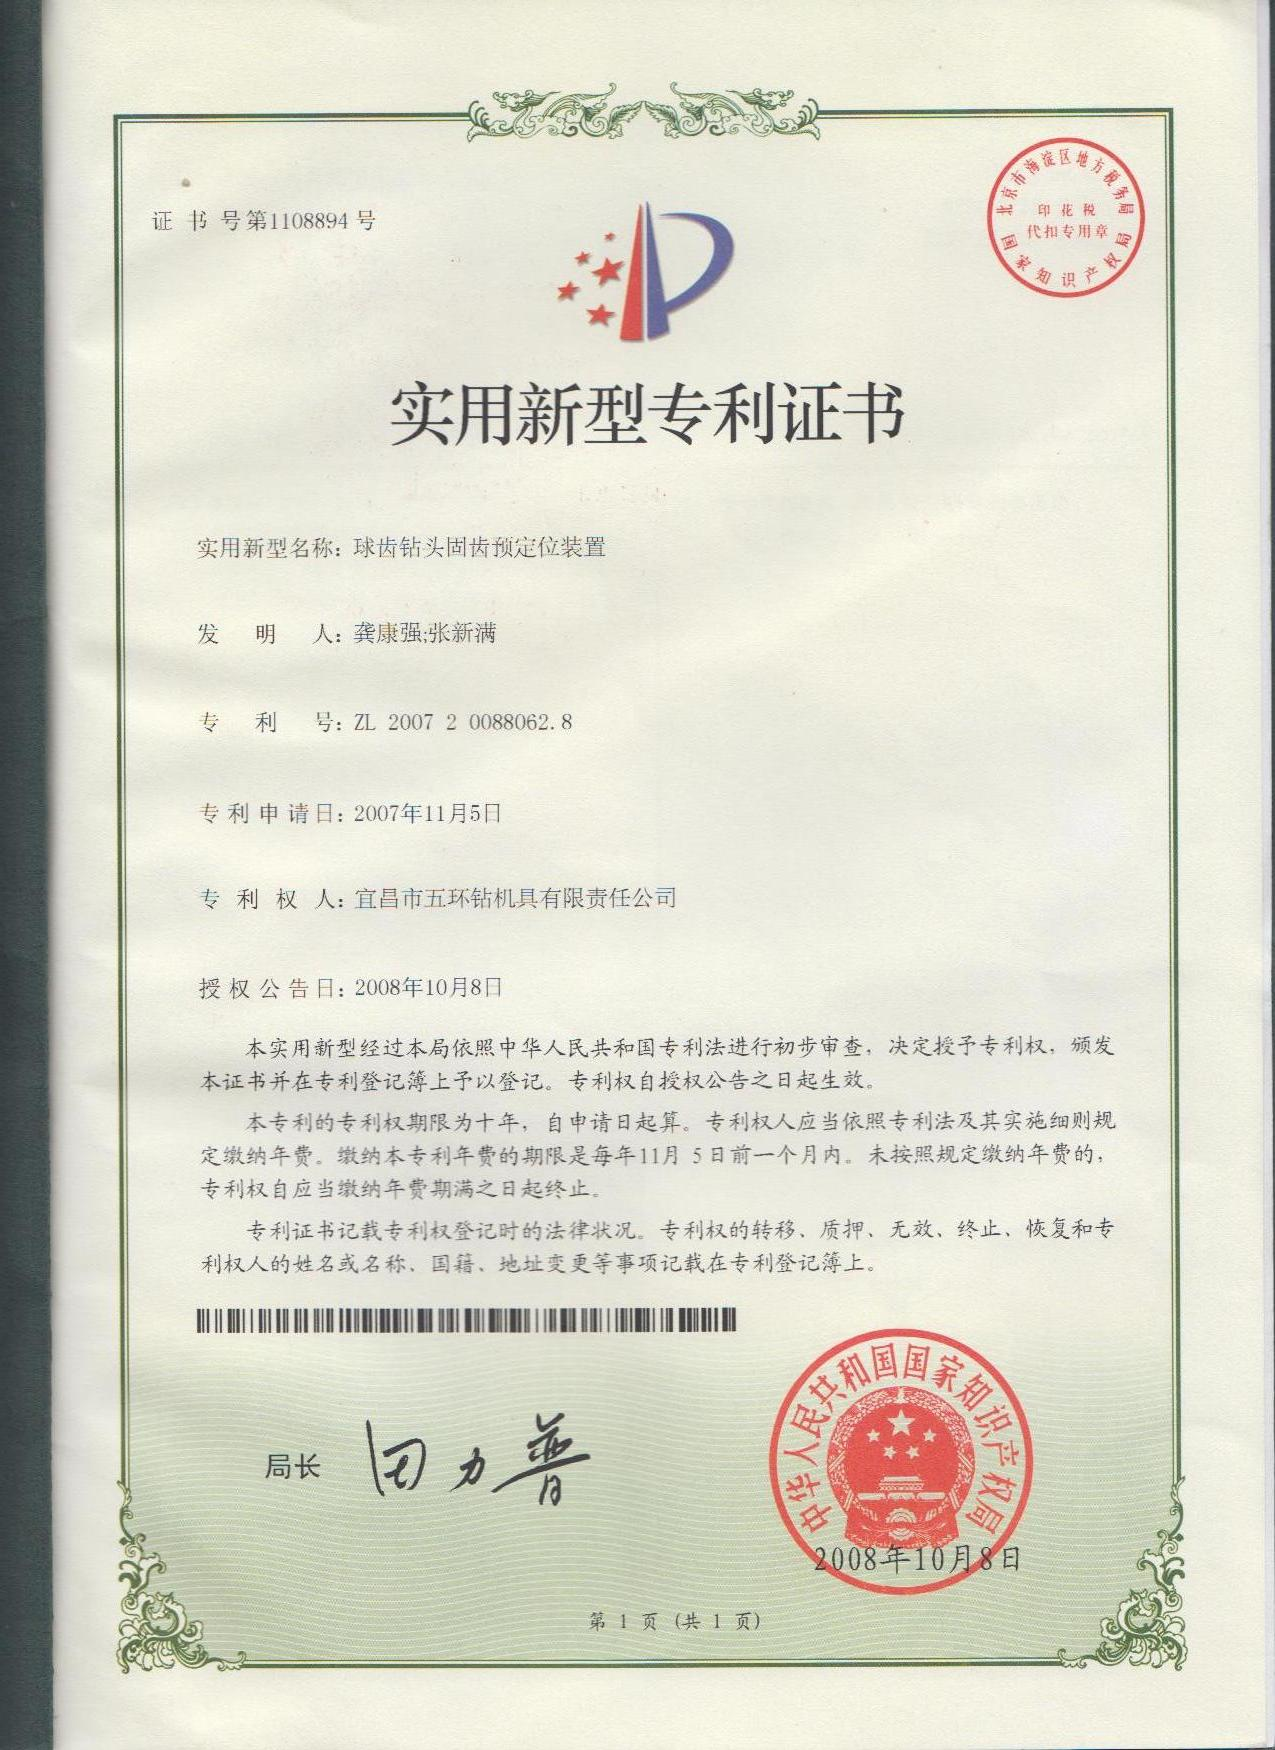 证书号第1108894号
北京市海淀区地方税务局
印花税
代扣专用章
国家知识产权局
实用新型专利证书
实用新型名称：球齿钻头固齿预定位装置
发明人：龚康强;张新满
专利号：ZL 2007 2 0088062.8
专利申请日：2007年11月5日
专利权人：宜昌市五环钻机具有限责任公司
授权公告日：2008年10月8日
本实用新型经过本局依照中华人民共和国专利法进行初步审查，决定授予专利权，颁发
本证书并在专利登记簿上予以登记。专利权自授权公告之日起生效。
本专利的专利权期限为十年，自申请日起算。专利权人应当依照专利法及其实施细则规
定缴纳年费。缴纳本专利年费的期限是每年11月 5日前一个月内。未按照规定缴纳年费的，
专利权自应当缴纳年费期满之日起终止。
专利证书记载专利权登记时的法律状况。专利权的转移、质押、无效、终止、恢复和专
利权人的姓名或名称、国籍、地址变更等事项记载在专利登记簿上。
局长 田力普
中华人民共和国国家知识产权局
2008年10月8日
第 1 页 (共 1 页)